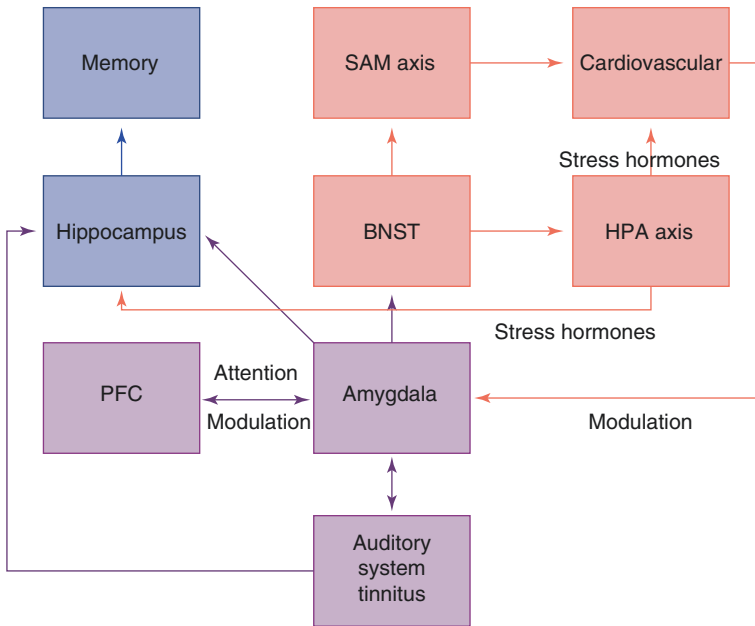 Memory
SAM axis
Cardiovascular
Stress hormones
Hippocampus
BNST
HPA axis
Stress hormones
PFC
Attention
Modulation
Amygdala
Modulation
Auditory
system
tinnitus